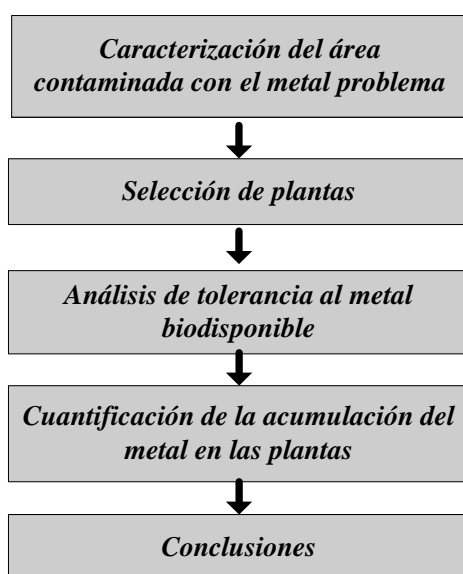 Caracterización del área
contaminada con el metal problema
Selección de plantas
Análisis de tolerancia al metal
biodisponible
Cuantificación de la acumulación del
metal en las plantas
Conclusiones